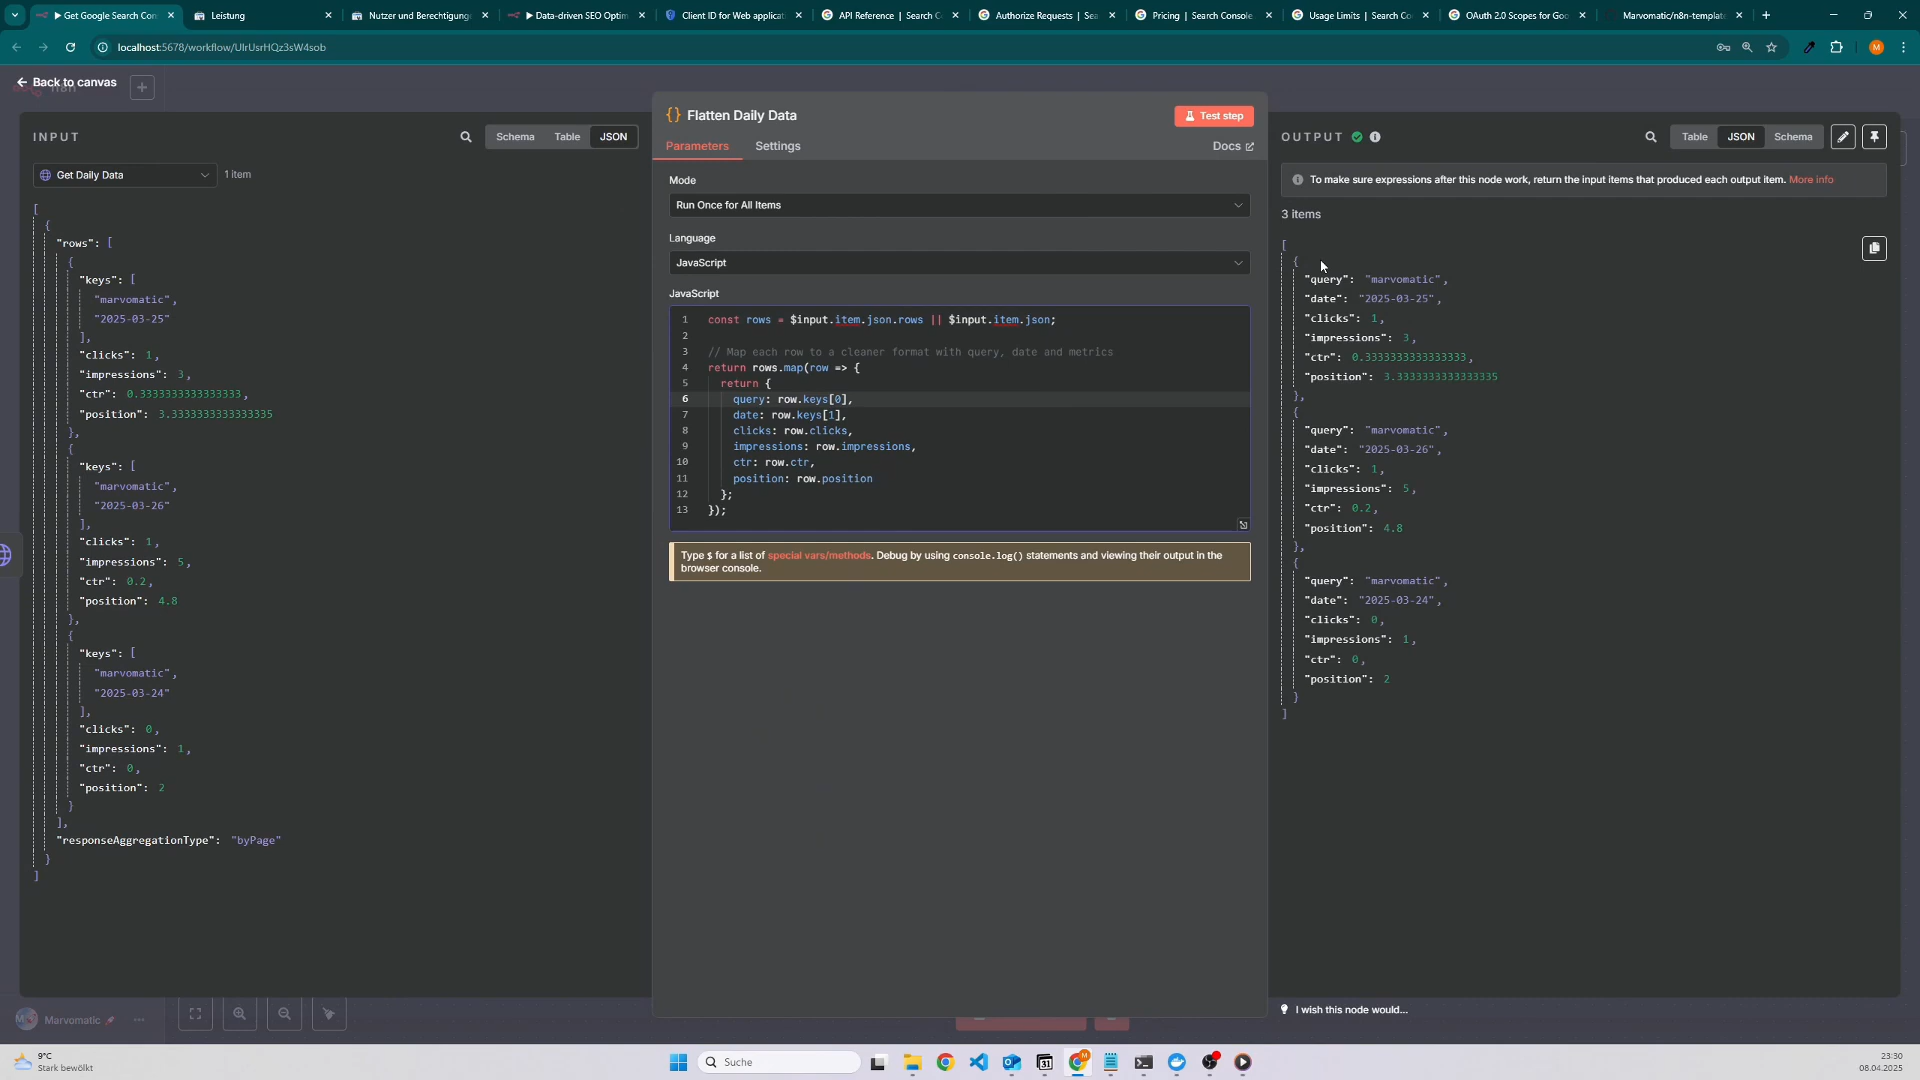 Get Google Search Con
Leistung
Nutzer und Berechtigung
Data-driven SEO Optim
Client ID for Web applicat
API Reference | Search C
Authorize Requests | Sea
Pricing | Search Console
Usage Limits | Search Co
OAuth 2.0 Scopes for Goo
Marvomatic/n8n-template
localhost:5678/workflow/UlrUsrHQz3sW4sob
M
Back to canvas
INPUT
Schema
Table
JSON
Get Daily Data
1 item
[
{
"rows": [
{
"keys": [
"marvomatic",
"2025-03-25"
],
"clicks": 1,
"impressions": 3,
"ctr": 0.3333333333333333,
"position": 3.3333333333333335
},
{
"keys": [
"marvomatic",
"2025-03-26"
],
"clicks": 1,
"impressions": 5,
"ctr": 0.2,
"position": 4.8
},
{
"keys": [
"marvomatic",
"2025-03-24"
],
"clicks": 0,
"impressions": 1,
"ctr": 0,
"position": 2
}
],
"responseAggregationType": "byPage"
}
]
{} Flatten Daily Data
Test step
Parameters
Settings
Docs
Mode
Run Once for All Items
Language
JavaScript
JavaScript
1 const rows = $input.item.json.rows || $input.item.json;
2
3 // Map each row to a cleaner format with query, date and metrics
4 return rows.map(row => {
5 return {
6 query: row.keys[0],
7 date: row.keys[1],
8 clicks: row.clicks,
9 impressions: row.impressions,
10 ctr: row.ctr,
11 position: row.position
12 };
13 });
Type $ for a list of special vars/methods. Debug by using console.log() statements and viewing their output in the
browser console.
OUTPUT
Table
JSON
Schema
To make sure expressions after this node work, return the input items that produced each output item. More info
3 items
[
{
"query": "marvomatic",
"date": "2025-03-25",
"clicks": 1,
"impressions": 3,
"ctr": 0.3333333333333333,
"position": 3.3333333333333335
},
{
"query": "marvomatic",
"date": "2025-03-26",
"clicks": 1,
"impressions": 5,
"ctr": 0.2,
"position": 4.8
},
{
"query": "marvomatic",
"date": "2025-03-24",
"clicks": 0,
"impressions": 1,
"ctr": 0,
"position": 2
}
]
I wish this node would...
Marvomatic
9°C
Stark bewölkt
Suche
23:30
08.04.2025